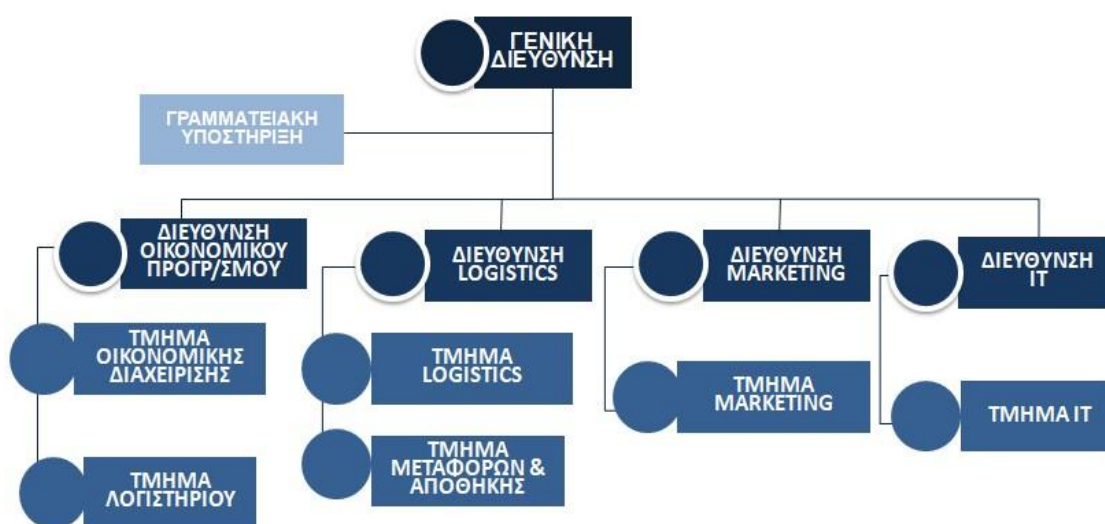 ΓΕΝΙΚΗ
ΔΙΕΥΘΥΝΣΗ
ΓΡΑΜΜΑΤΕΙΑΚΗ
ΥΠΟΣΤΗΡΙΞΗ
ΔΙΕΥΘΥΝΣΗ
ΟΙΚΟΝΟΜΙΚΟΥ
ΠΡΟΓΡ/ΣΜΟΥ
ΔΙΕΥΘΥΝΣΗ
LOGISTICS
ΔΙΕΥΘΥΝΣΗ
MARKETING
ΔΙΕΥΘΥΝΣΗ
IT
ΤΜΗΜΑ
ΟΙΚΟΝΟΜΙΚΗΣ
ΔΙΑΧΕΙΡΙΣΗΣ
ΤΜΗΜΑ
LOGISTICS
ΤΜΗΜΑ
MARKETING
ΤΜΗΜΑ IT
ΤΜΗΜΑ
ΛΟΓΙΣΤΗΡΙΟΥ
ΤΜΗΜΑ
ΜΕΤΑΦΟΡΩΝ &
ΑΠΟΘΗΚΗΣ